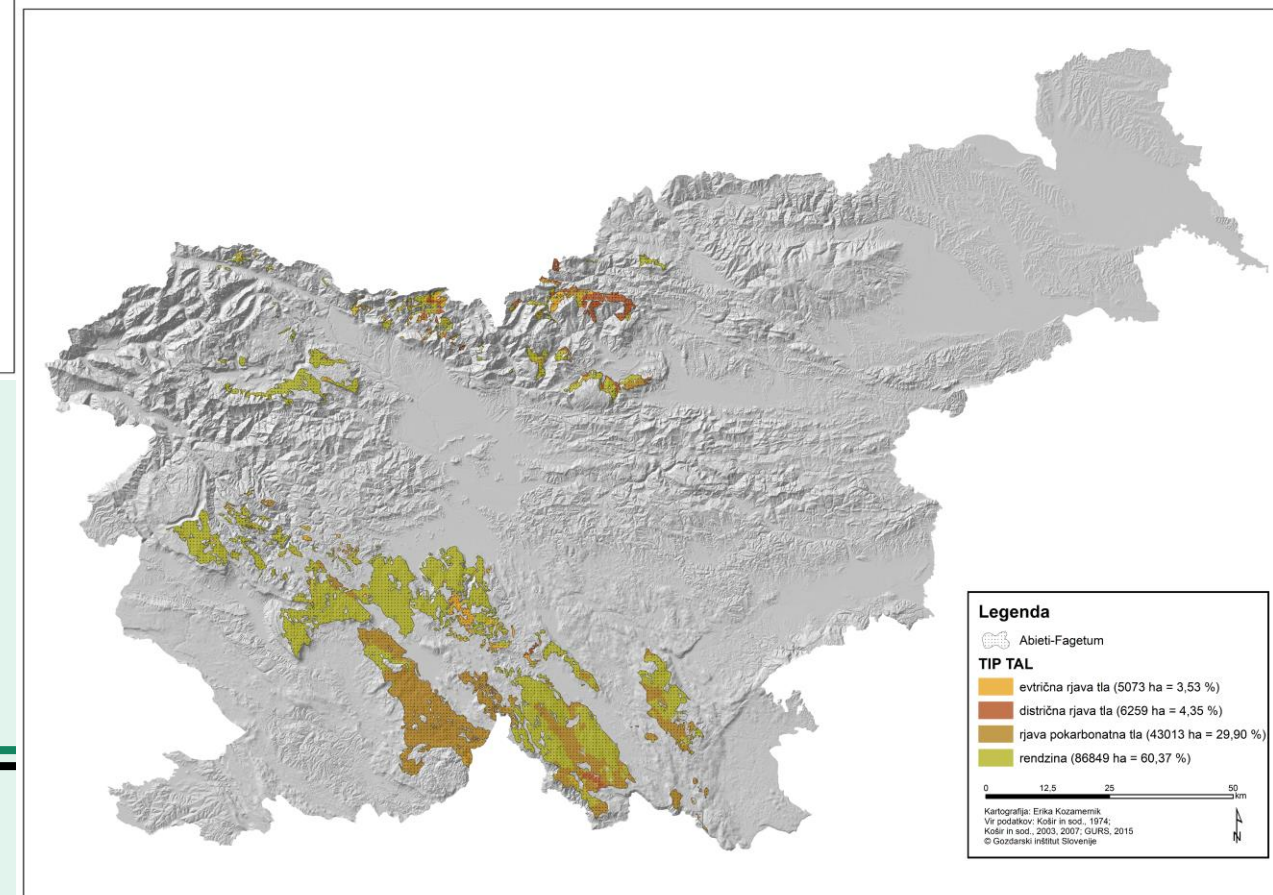 Legenda
Abieti-Fagetum
TIP TAL
evtrična rjava tla (5073 ha = 3,53 %)
distrična rjava tla (6259 ha = 4,35 %)
rjava pokarbonatna tla (43013 ha = 29,90 %)
rendzina (86849 ha = 60,37 %)
0 12,5 25 50
km
Kartografija: Erika Kozamernik
Vir podatkov: Košir in sod., 1974;
Košir in sod., 2003, 2007; GURS, 2015
© Gozdarski inštitut Slovenije
N